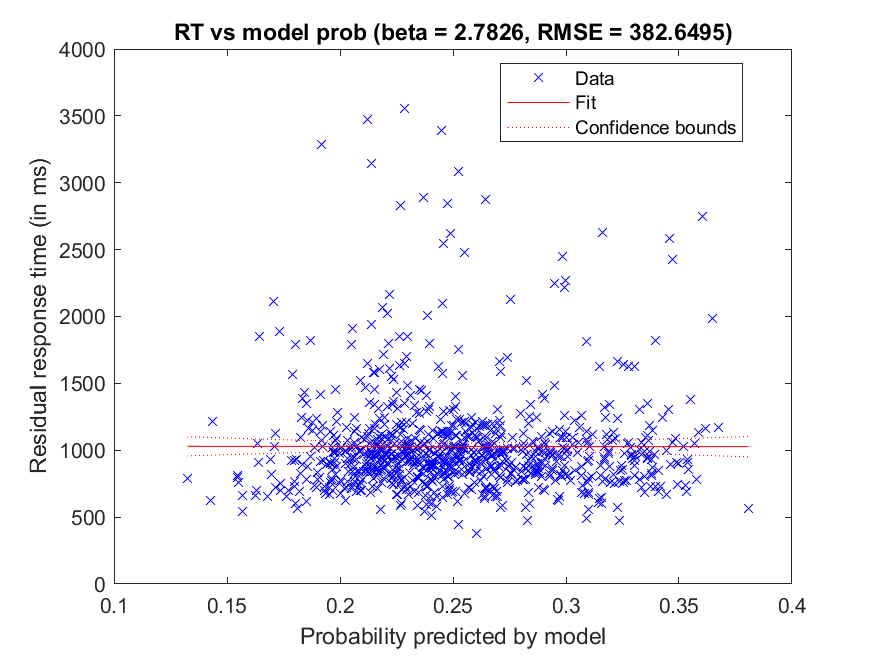 RT vs model prob (beta = 2.7826, RMSE = 382.6495)
Data
Fit
Confidence bounds
Residual response time (in ms)
4000
3500
3000
2500
2000
1500
1000
500
0
0.1
0.15
0.2
0.25
0.3
0.35
0.4
Probability predicted by model